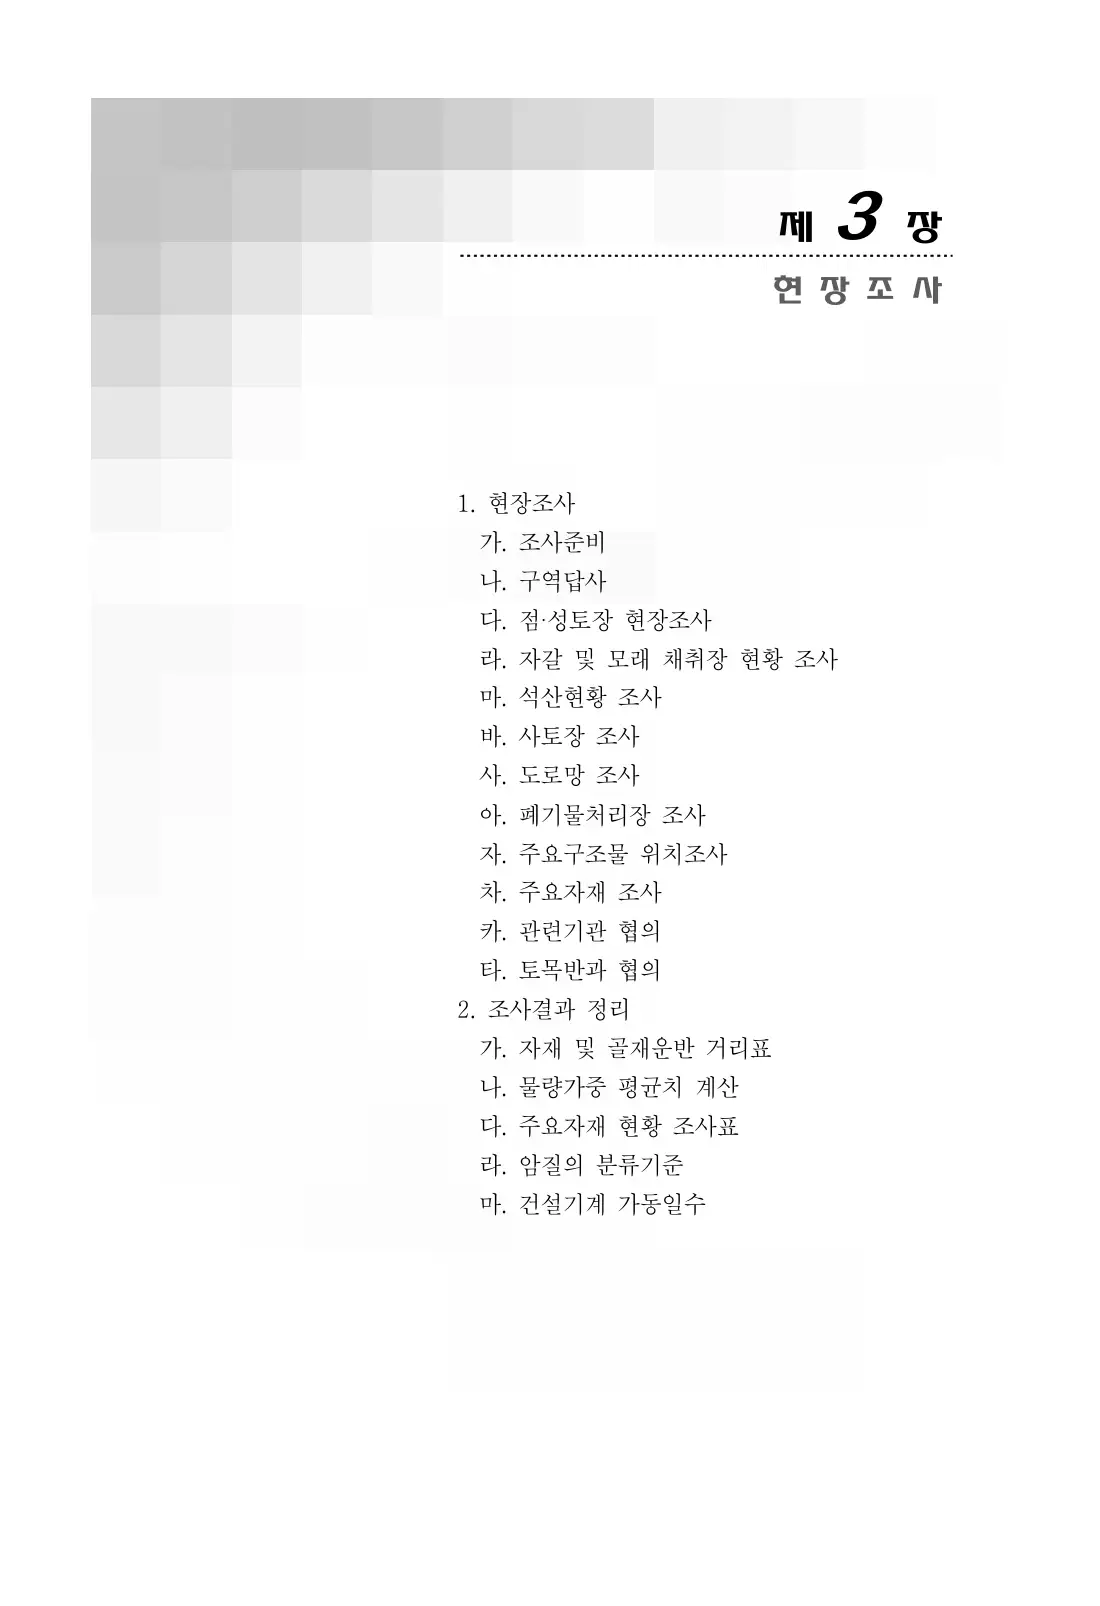 제 3 장
현장조사
1. 현장조사
가. 조사준비
나. 구역답사
다. 점·성토장 현장조사
라. 자갈 및 모래 채취장 현황 조사
마. 석산현황 조사
바. 사토장 조사
사. 도로망 조사
아. 폐기물처리장 조사
자. 주요구조물 위치조사
차. 주요자재 조사
카. 관련기관 협의
타. 토목반과 협의
2. 조사결과 정리
가. 자재 및 골재운반 거리표
나. 물량가중 평균치 계산
다. 주요자재 현황 조사표
라. 암질의 분류기준
마. 건설기계 가동일수